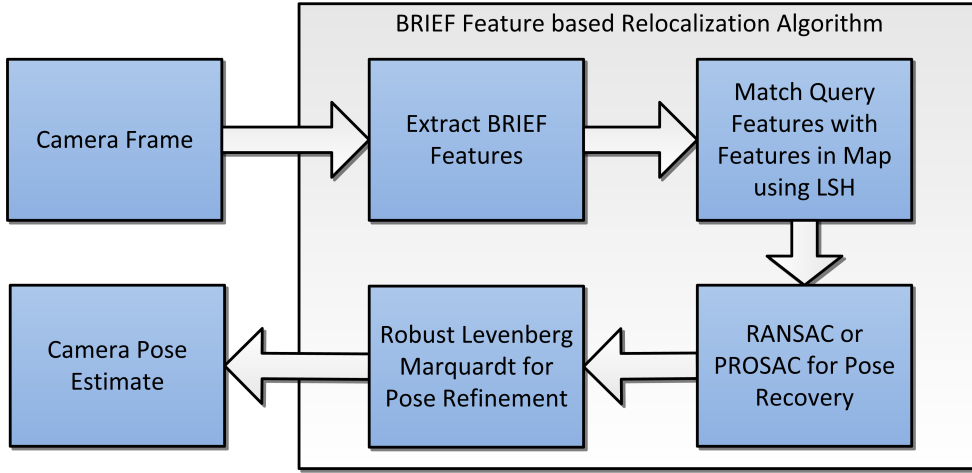 BRIEF Feature based Relocalization Algorithm
Camera Frame
Extract BRIEF
Features
Match Query
Features with
Features in Map
using LSH
RANSAC or
PROSAC for Pose
Recovery
Robust Levenberg
Marquardt for
Pose Refinement
Camera Pose
Estimate